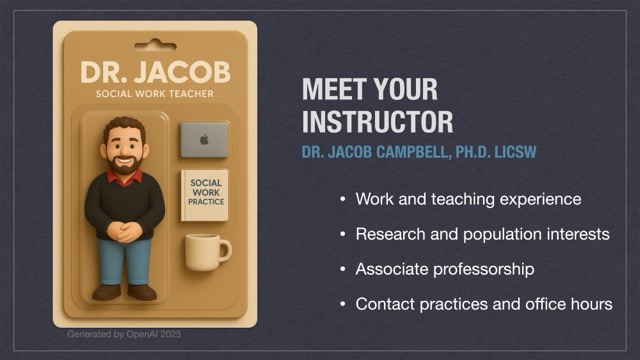 DR. JACOB
SOCIAL WORK TEACHER
SOCIAL
WORK
PRACTICE
Generated by OpenAI 2025
MEET YOUR
INSTRUCTOR
DR. JACOB CAMPBELL, PH.D. LICSW
• Work and teaching experience
• Research and population interests
• Associate professorship
• Contact practices and office hours